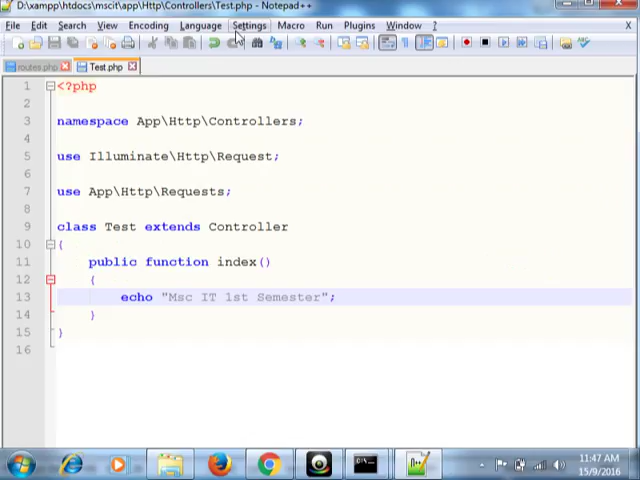 D:\xampp\htdocs\mscit\app\Http\Controllers\Test.php - Notepad++
File Edit Search View Encoding Language Settings Macro Run Plugins Window ? X
routes.php Test.php
1 <?php
2
3 namespace App\Http\Controllers;
4
5 use Illuminate\Http\Request;
6
7 use App\Http\Requests;
8
9 class Test extends Controller
10 {
11 public function index()
12 {
13 echo "Msc IT 1st Semester";
14 }
15 }
16
11:47 AM
15/9/2016